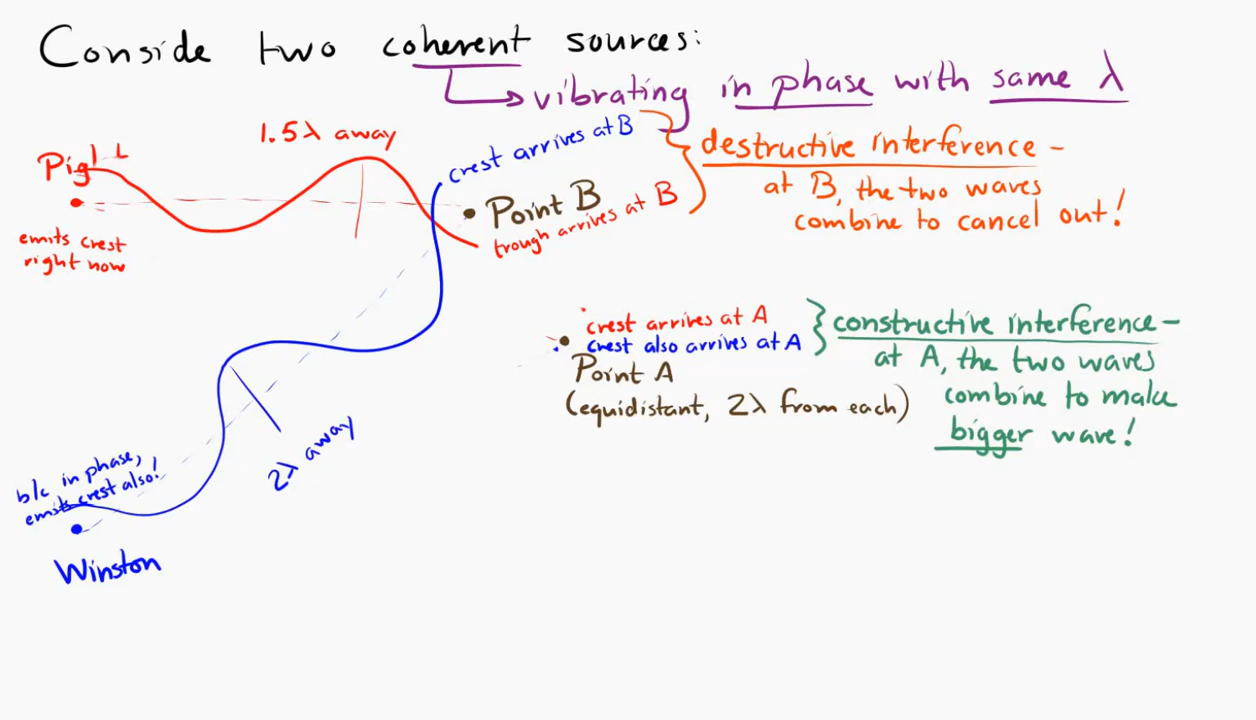 Conside two coherent sources:
vibrating in phase with same λ
1.5λ away
crest arrives at B
destructive interference -
at B, the two waves
combine to cancel out!
Point B
trough arrives at B
emits crest
right now
crest arrives at A
crest also arrives at A
constructive interference -
at A, the two waves
combine to make
bigger wave!
Point A
(equidistant, 2λ from each)
2λ away
b/c in phase,
emits crest also!
Winston